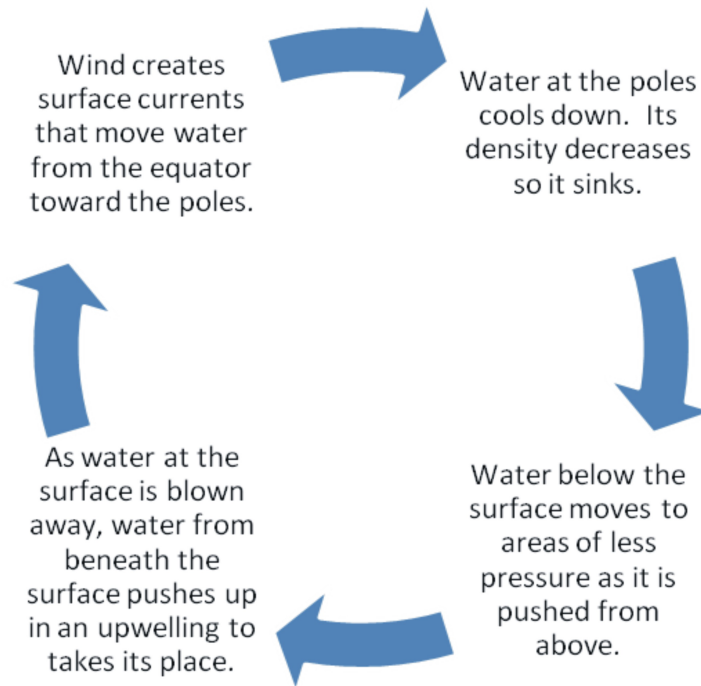 Wind creates
surface currents
that move water
from the equator
toward the poles.
Water at the poles
cools down.  Its
density decreases
so it sinks.
Water below the
surface moves to
areas of less
pressure as it is
pushed from
above.
As water at the
surface is blown
away, water from
beneath the
surface pushes up
in an upwelling to
takes its place.